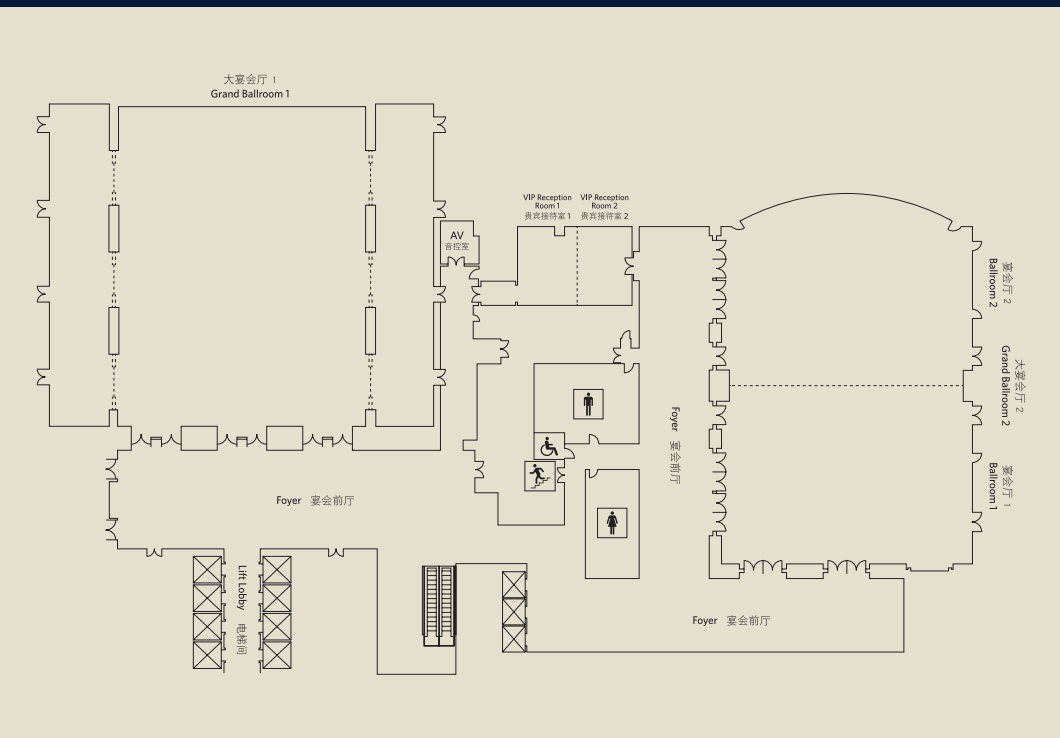 大宴会厅 1
Grand Ballroom 1
VIP Reception
Room 1
贵宾接待室 1
VIP Reception
Room 2
贵宾接待室 2
AV
音控室
宴会厅 2
Ballroom 2
大宴会厅 2
Grand Ballroom 2
宴会厅 1
Ballroom 1
Foyer 宴会前厅
Foyer 宴会前厅
Lift Lobby 电梯间
Foyer 宴会前厅